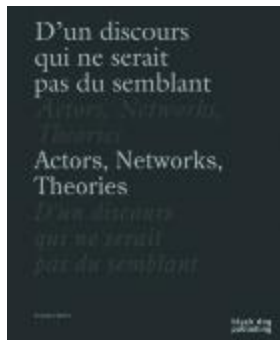 D'un discours
qui ne serait
pas du semblant
Actors, Networks,
Theories
Actors, Networks,
Theories
D'un discours
qui ne serait
pas du semblant
black dog
publishing